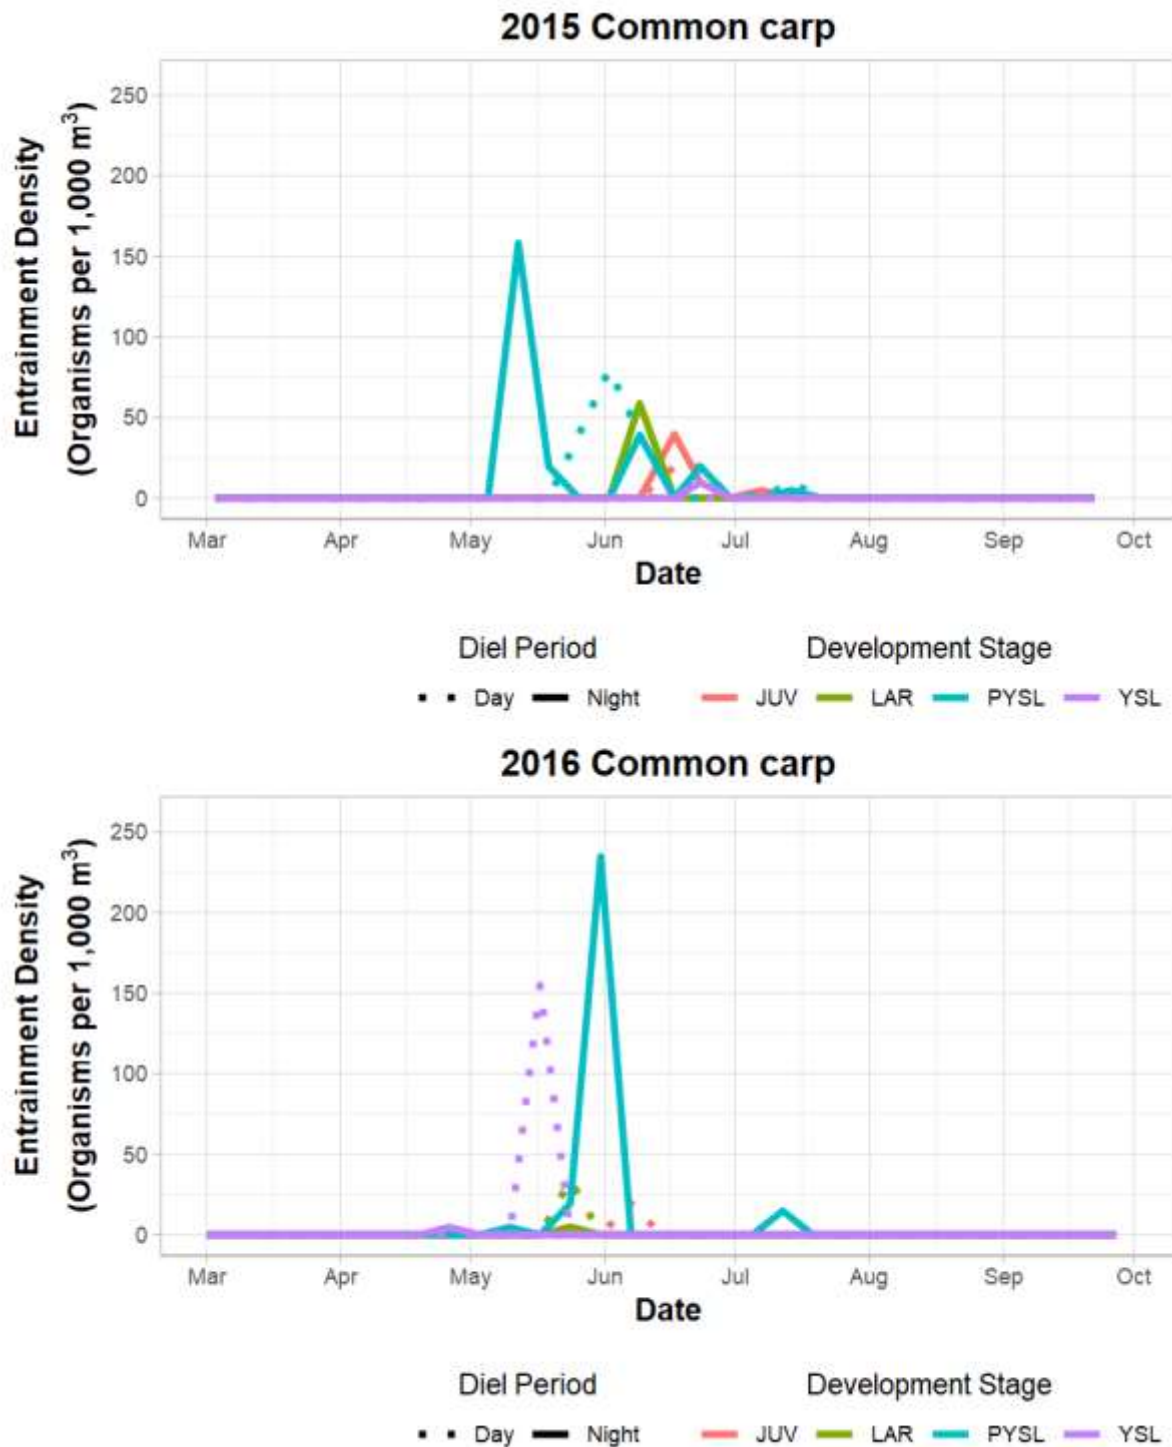 2015 Common carp
Entrainment Density
(Organisms per 1,000 m³)
250
200
150
100
50
0
Mar Apr May Jun Jul Aug Sep Oct
Date
Diel Period Development Stage
Day Night JUV LAR PYSL YSL
2016 Common carp
Entrainment Density
(Organisms per 1,000 m³)
250
200
150
100
50
0
Mar Apr May Jun Jul Aug Sep Oct
Date
Diel Period Development Stage
Day Night JUV LAR PYSL YSL